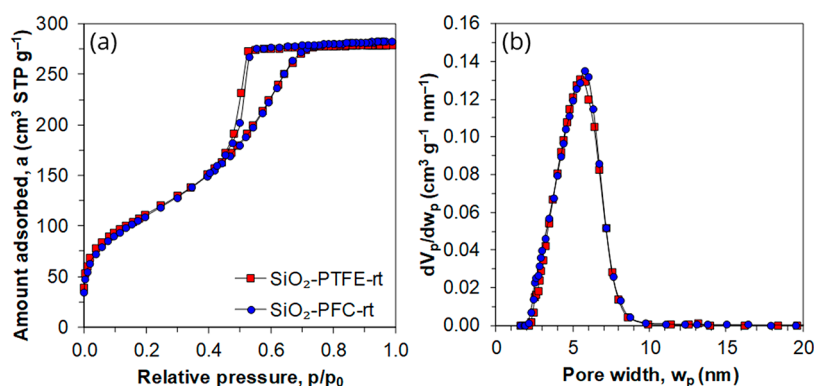 (a)
Amount adsorbed, a (cm³ STP g⁻¹)
300
250
200
150
100
50
0
0.0 0.2 0.4 0.6 0.8 1.0
Relative pressure, p/p₀
SiO₂-PTFE-rt
SiO₂-PFC-rt
(b)
dVₚ/dwₚ (cm³ g⁻¹ nm⁻¹)
0.16
0.14
0.12
0.10
0.08
0.06
0.04
0.02
0.00
0 5 10 15 20
Pore width, wₚ (nm)